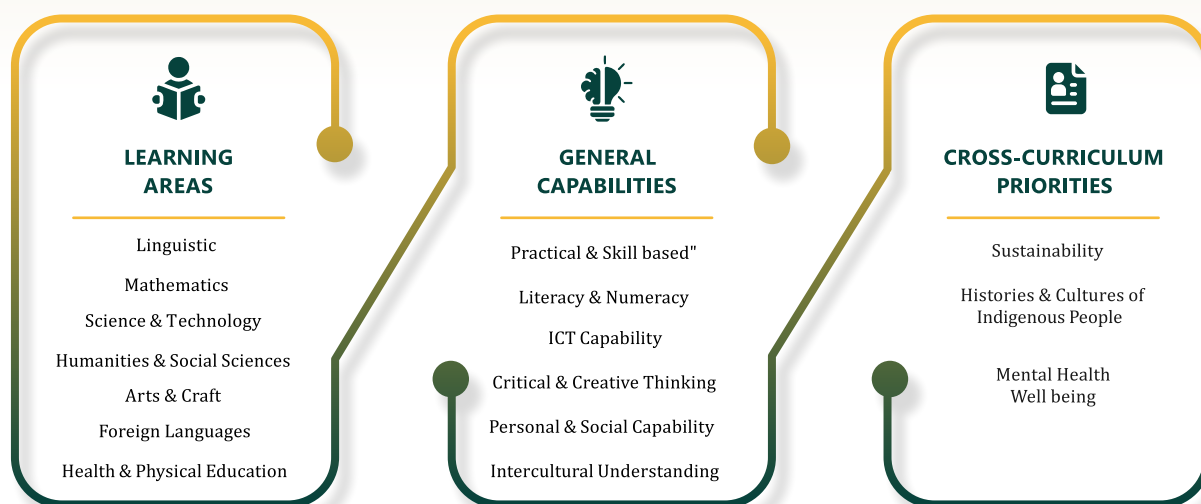 LEARNING
AREAS
Linguistic
Mathematics
Science & Technology
Humanities & Social Sciences
Arts & Craft
Foreign Languages
Health & Physical Education
GENERAL
CAPABILITIES
Practical & Skill based"
Literacy & Numeracy
ICT Capability
Critical & Creative Thinking
Personal & Social Capability
Intercultural Understanding
CROSS-CURRICULUM
PRIORITIES
Sustainability
Histories & Cultures of
Indigenous People
Mental Health
Well being